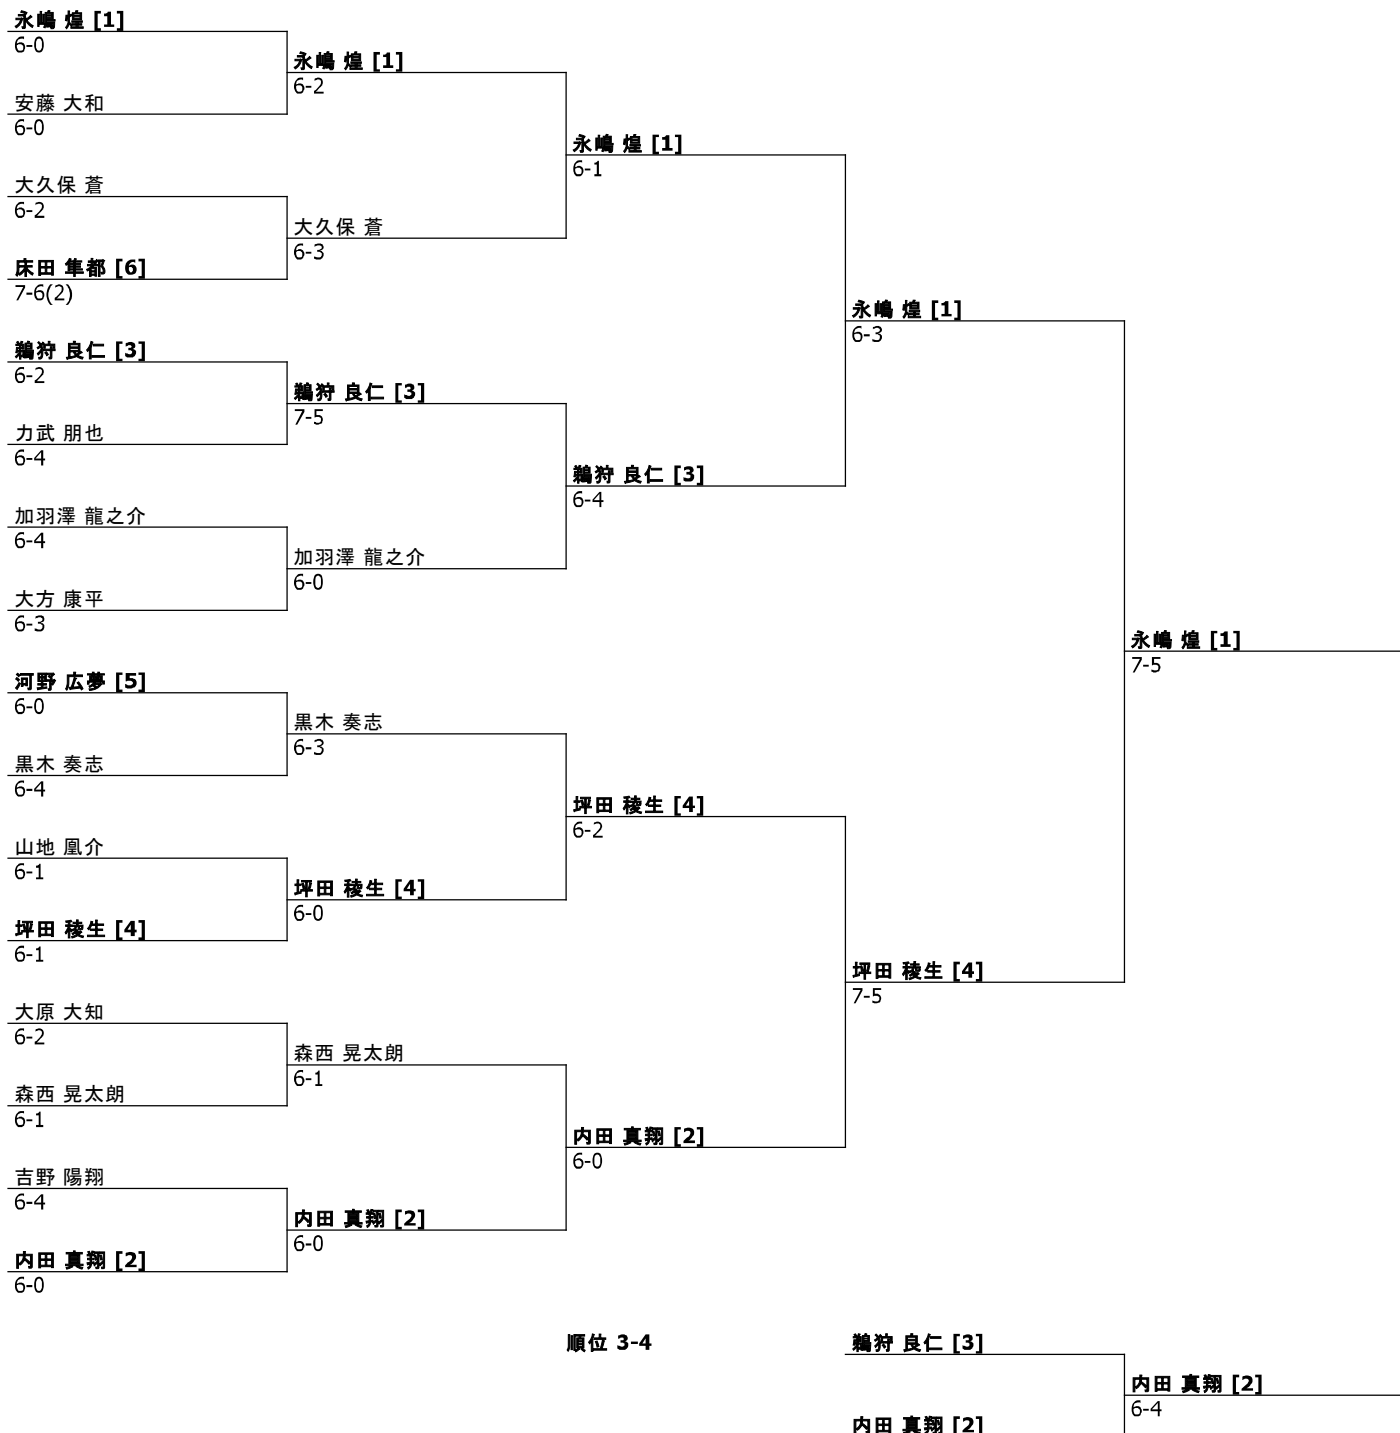 永嶋 煌 [1]
6-0
永嶋 煌 [1]
6-2
安藤 大和
6-0
永嶋 煌 [1]
6-1
大久保 蒼
6-2
大久保 蒼
6-3
床田 隼都 [6]
7-6(2)
永嶋 煌 [1]
6-3
鵜狩 良仁 [3]
6-2
鵜狩 良仁 [3]
7-5
力武 朋也
6-4
鵜狩 良仁 [3]
6-4
加羽澤 龍之介
6-4
加羽澤 龍之介
6-0
大方 康平
6-3
永嶋 煌 [1]
7-5
河野 広夢 [5]
6-0
黒木 奏志
6-3
黒木 奏志
6-4
坪田 稜生 [4]
6-2
山地 凰介
6-1
坪田 稜生 [4]
6-0
坪田 稜生 [4]
6-1
坪田 稜生 [4]
7-5
大原 大知
6-2
森西 晃太朗
6-1
森西 晃太朗
6-1
内田 真翔 [2]
6-0
吉野 陽翔
6-4
内田 真翔 [2]
6-0
内田 真翔 [2]
6-0
順位 3-4
鵜狩 良仁 [3]
内田 真翔 [2]
6-4
内田 真翔 [2]